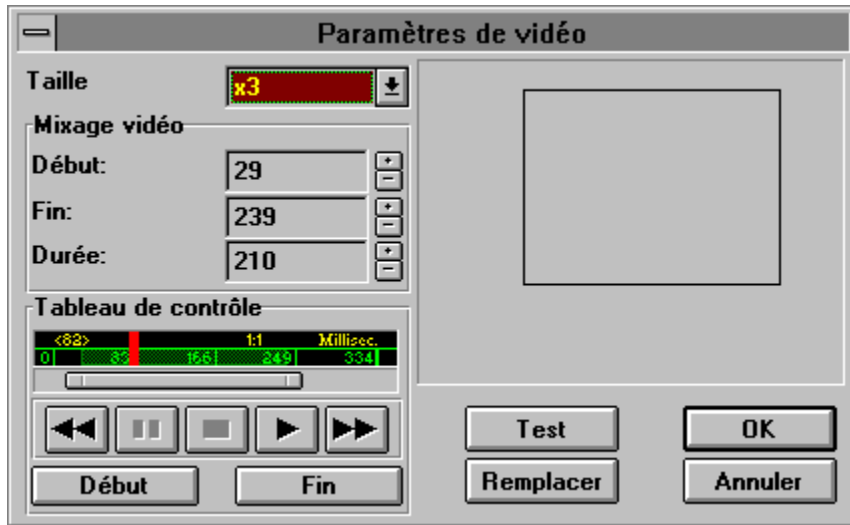 Paramètres de vidéo
Taille x3
Mixage vidéo
Début: 29
Fin: 239
Durée: 210
Tableau de contrôle
<82> 1:1 Millisec.
0 83 166 249 334
Début Fin
Test OK
Remplacer Annuler